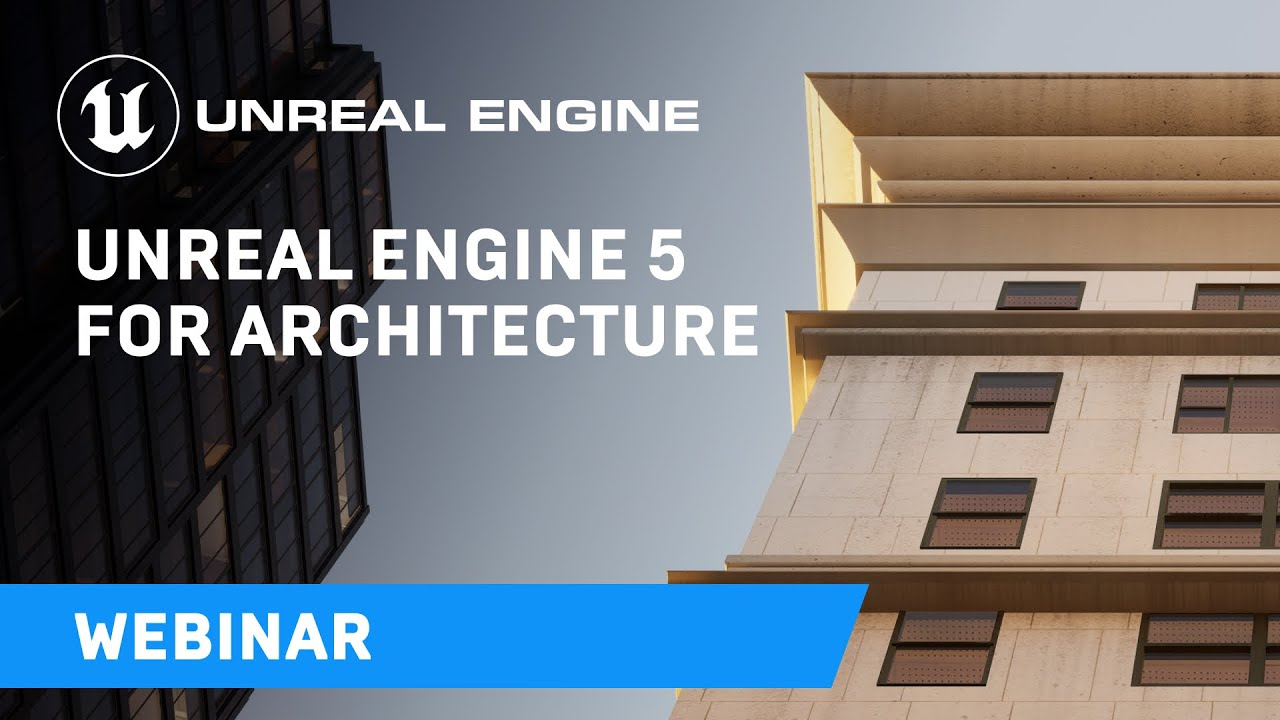 UNREAL ENGINE
UNREAL ENGINE 5
FOR ARCHITECTURE
WEBINAR